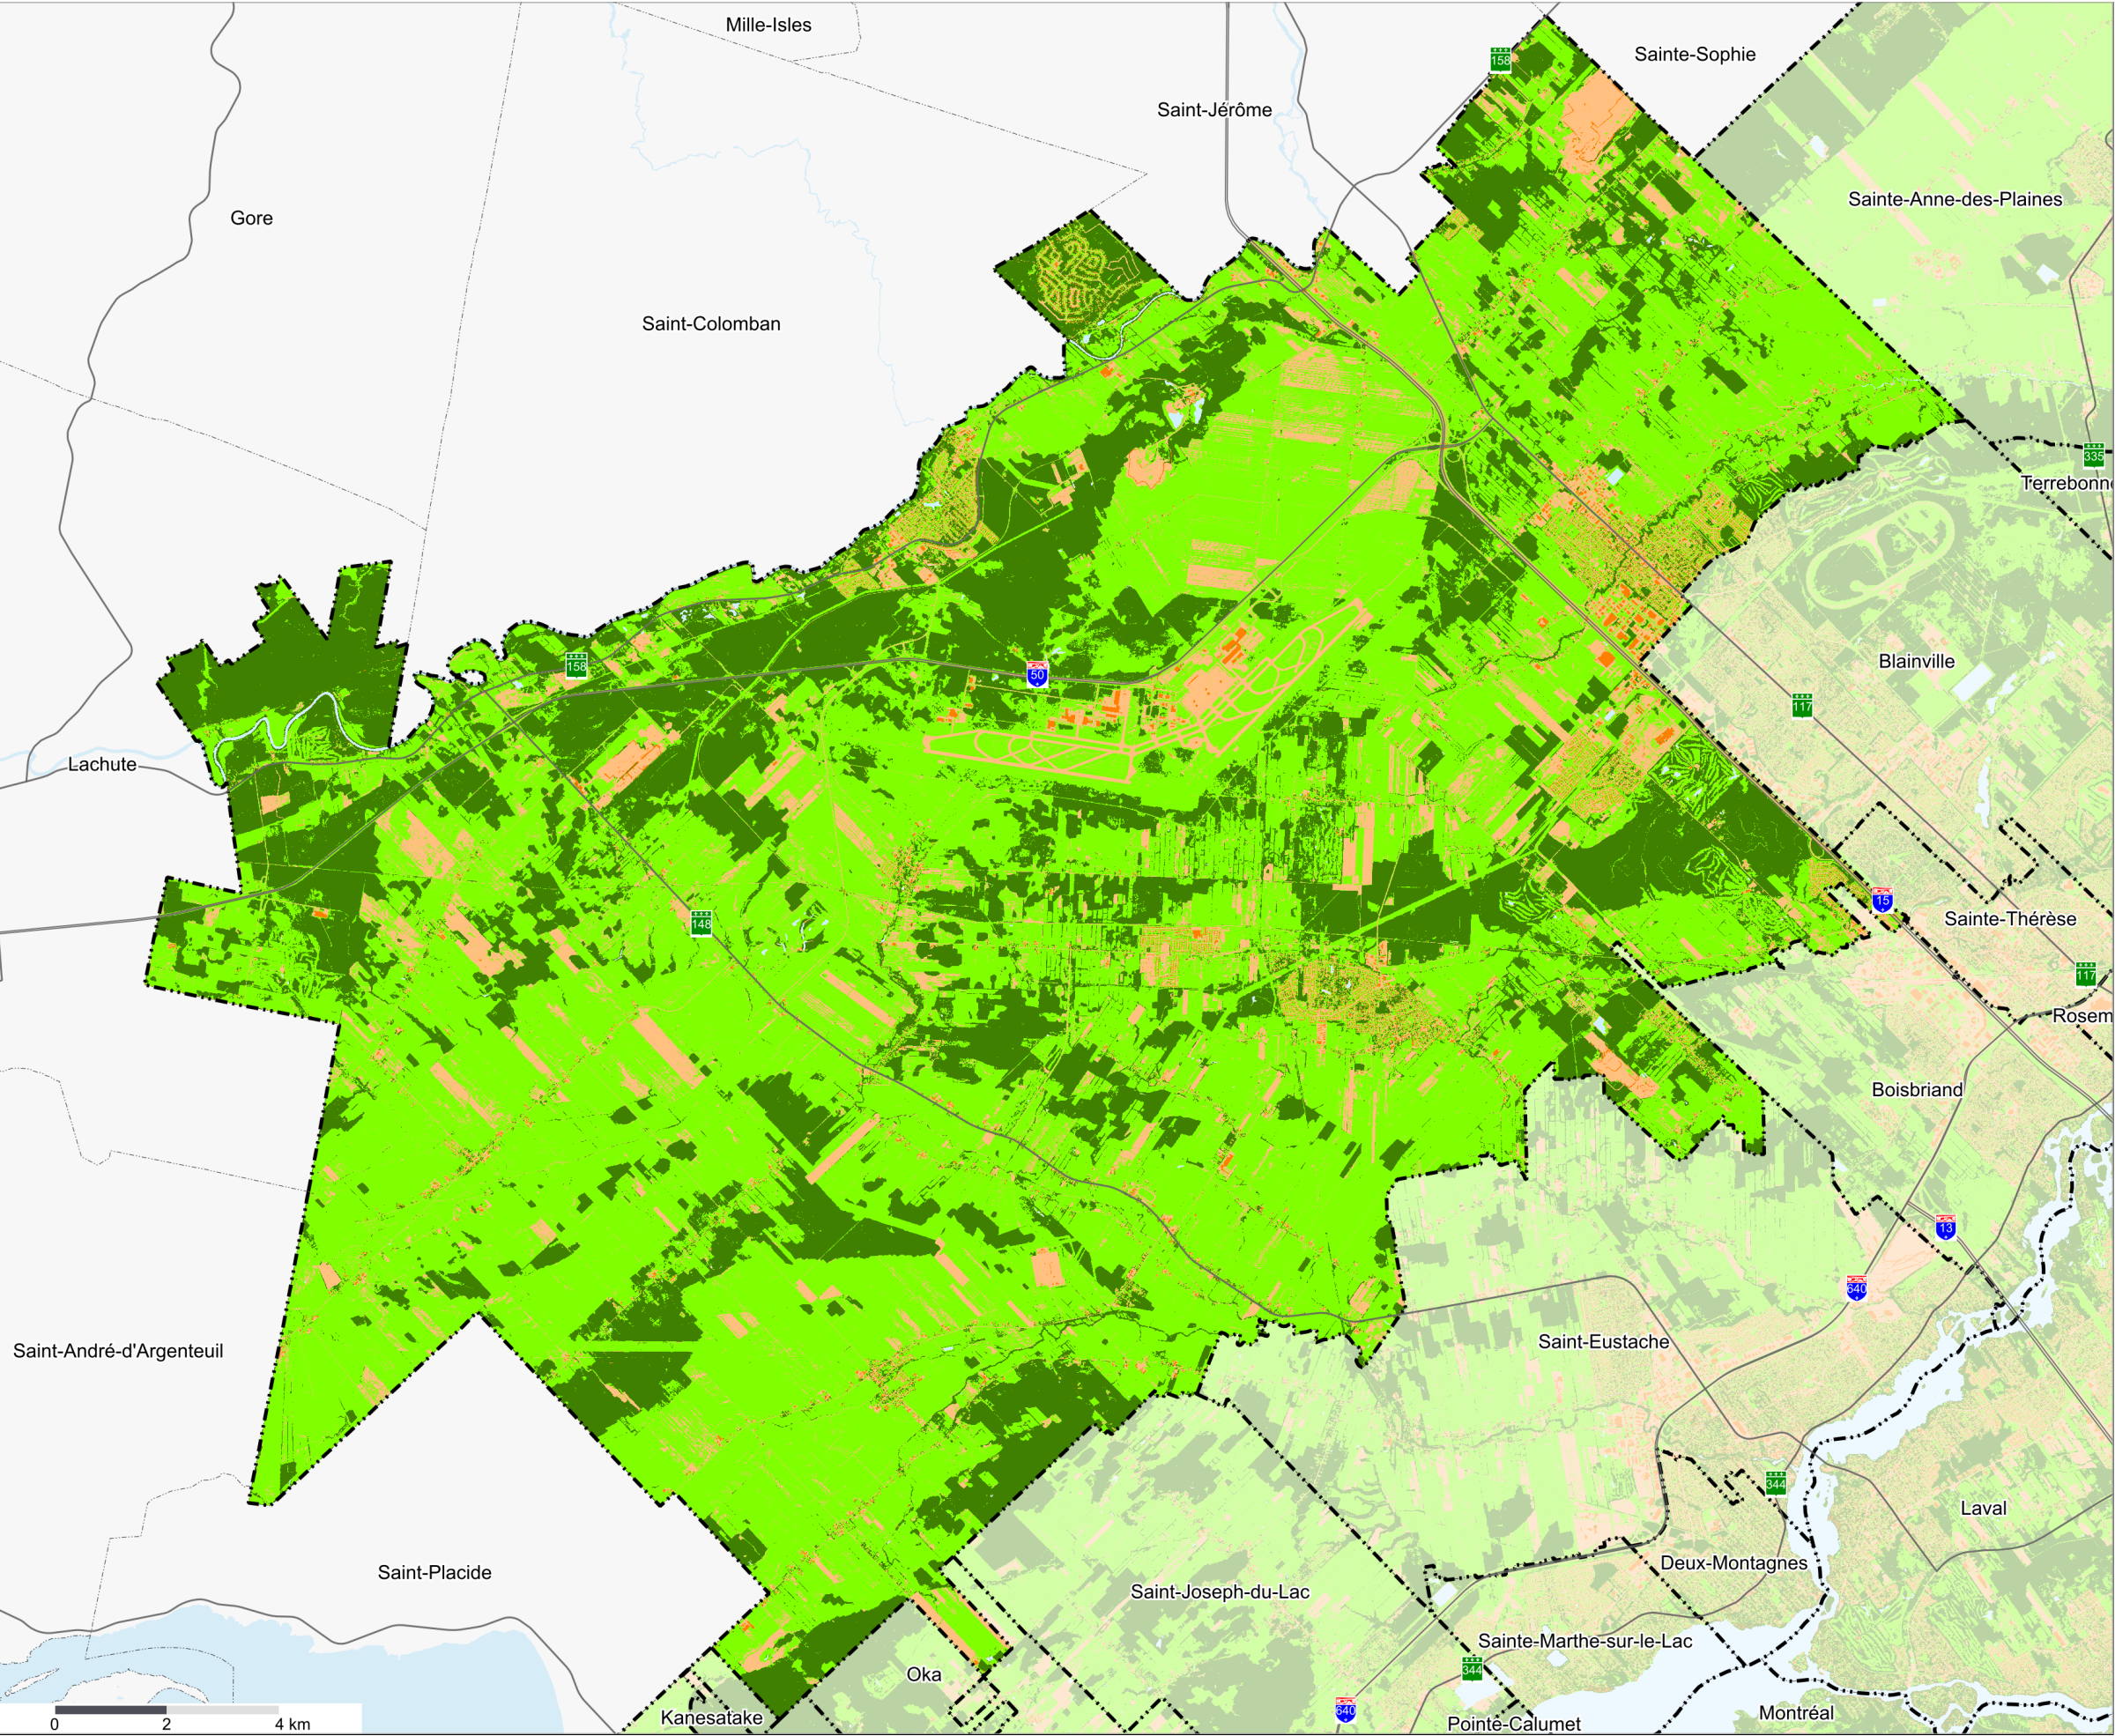 Mille-Isles
Sainte-Sophie
158
Saint-Jérôme
Sainte-Anne-des-Plaines
Gore
Saint-Colomban
335
Terrebonn
158
50
Blainville
117
Lachute
148
15
Sainte-Thérèse
117
Rosem
Boisbriand
13
640
Saint-Eustache
Saint-André-d'Argenteuil
344
Laval
Deux-Montagnes
Saint-Placide
Saint-Joseph-du-Lac
Sainte-Marthe-sur-le-Lac
344
Oka
640
Kanesatake
Montréal
Pointe-Calumet
0 2 4 km